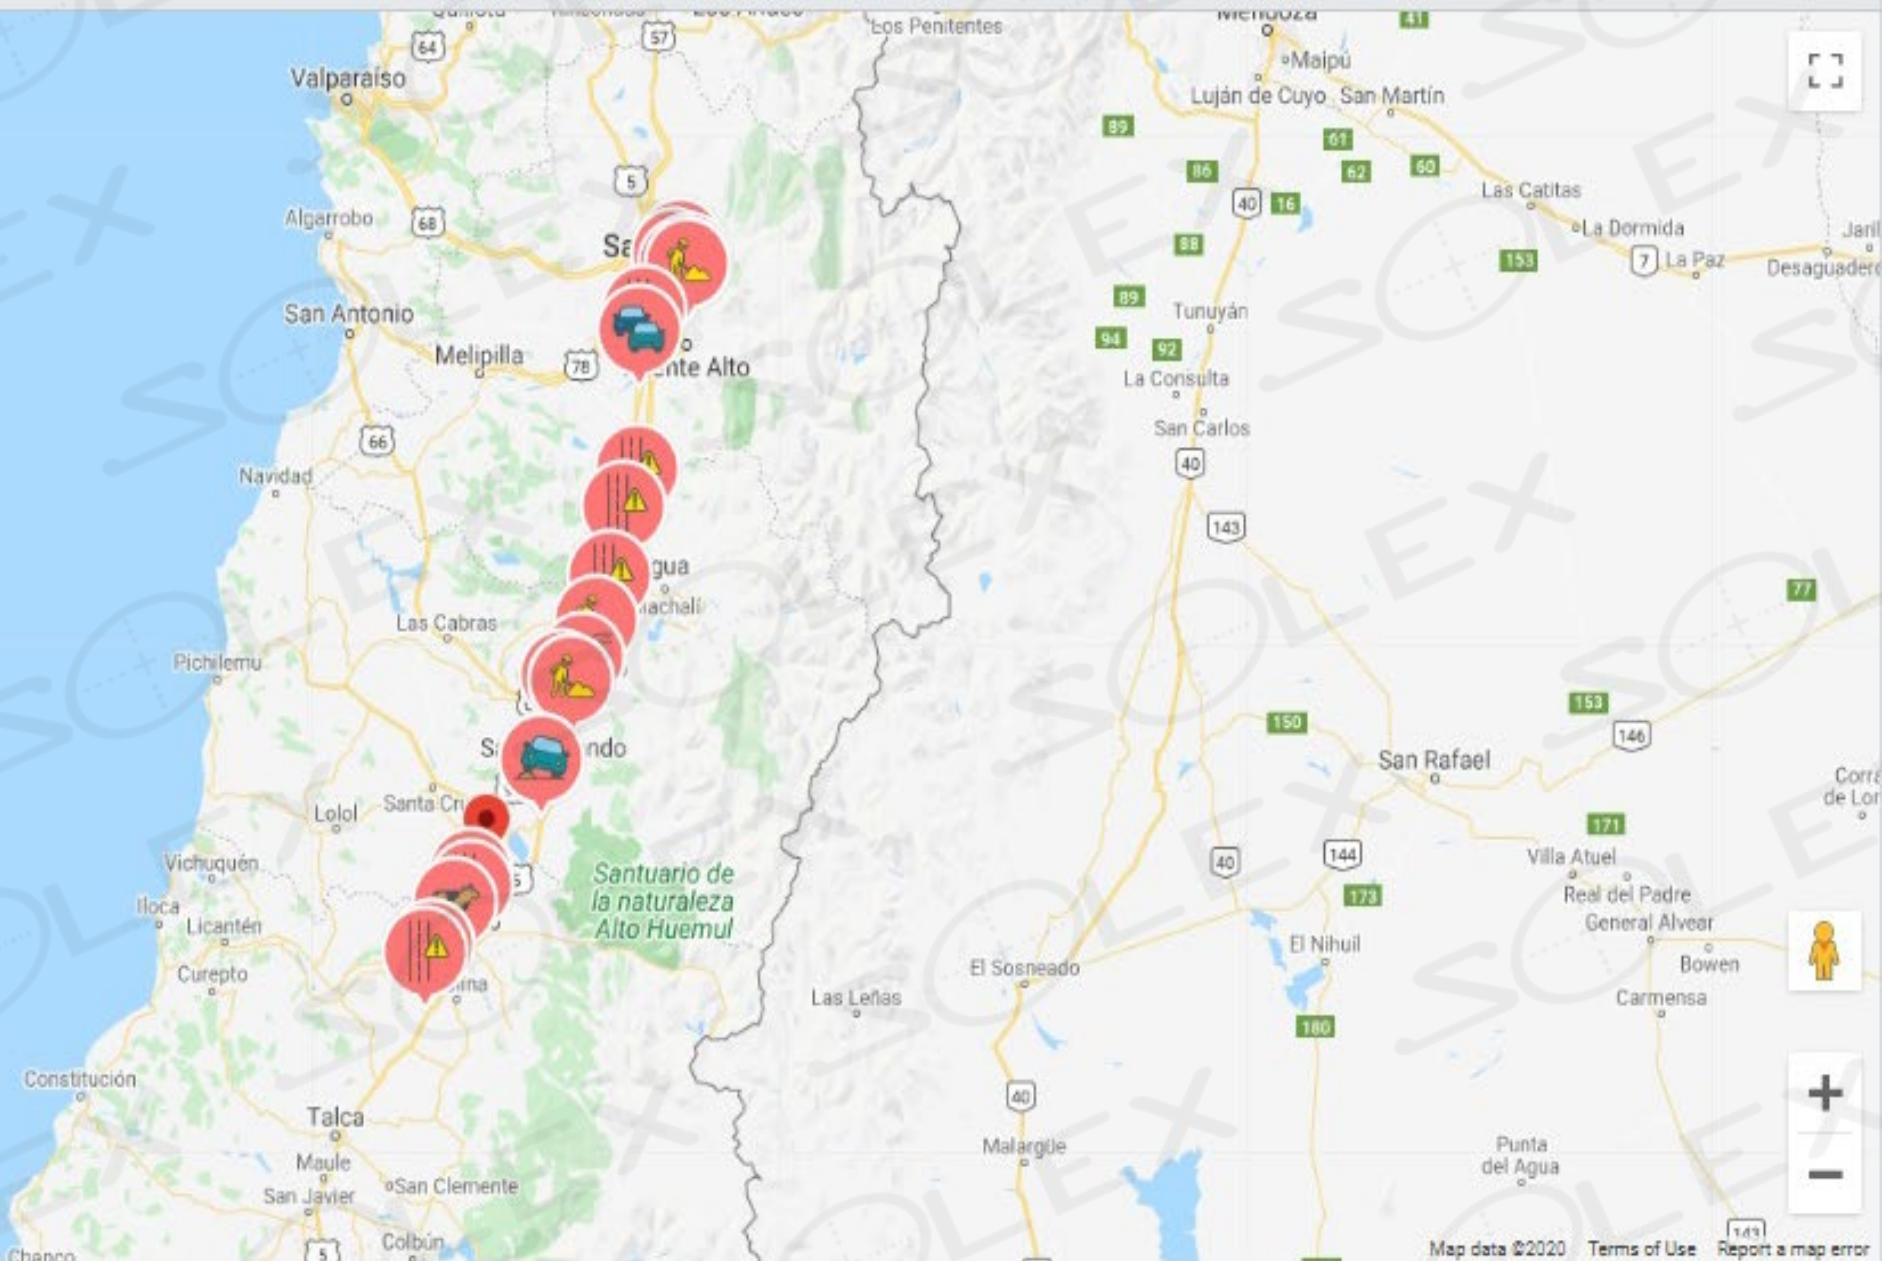 57
64
Los Penitentes
41
Valparaíso
Maipú
Luján de Cuyo
San Martín
89
61
60
86
62
5
Las Catitas
40
16
Algarrobo
68
La Dormida
88
153
7
La Paz
San Antonio
89
Tunuyán
94
92
Melipilla
78
La Consulta
66
San Carlos
40
Navidad
143
77
Las Cabras
Pichilemu
153
150
146
San Rafael
Lolol
171
40
144
Villa Atuel
Vichuquén
Santuario de
la naturaleza
Alto Huemul
173
Real del Padre
Iloca
Licantén
General Alvear
El Nihuil
Bowen
Curepto
El Sosneado
Las Leñas
Carmensa
180
Constitución
40
Talca
Malargüe
Punta
del Agua
Maule
San Javier
San Clemente
143
Colbún
5
Map data ©2020 Terms of Use Report a map error
SOLEX